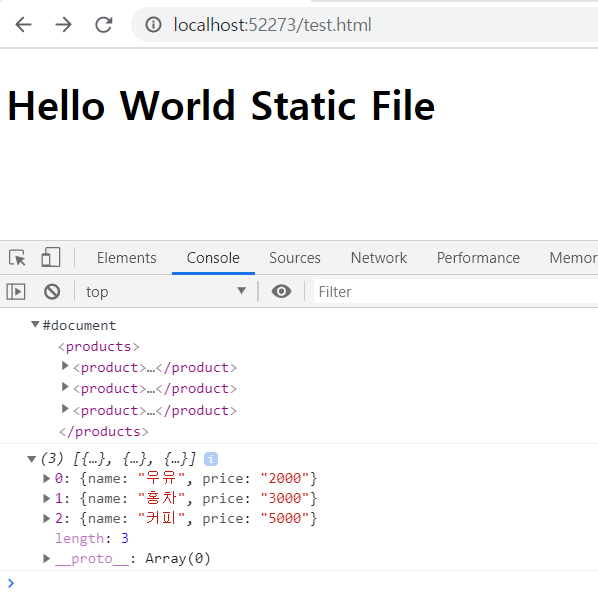 localhost:52273/test.html
Hello World Static File
Elements Console Sources Network Performance Memor
top Filter
#document
<products>
<product>…</product>
<product>…</product>
<product>…</product>
</products>
(3) [{…}, {…}, {…}] i
0: {name: "우유", price: "2000"}
1: {name: "홍차", price: "3000"}
2: {name: "커피", price: "5000"}
length: 3
__proto__: Array(0)